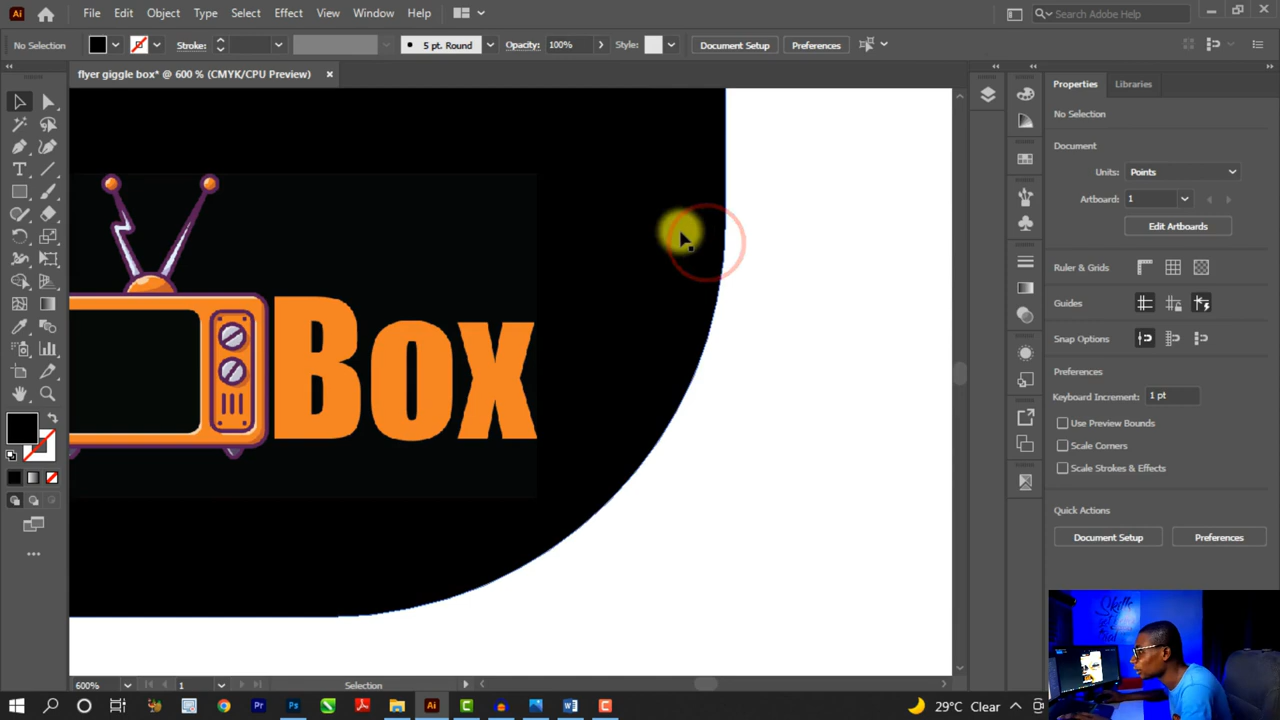 Ai File Edit Object Type Select Effect View Window Help Search Adobe Help
No Selection Stroke: 5 pt. Round Opacity: 100% Style: Document Setup Preferences
flyer giggle box* @ 600 % (CMYK/CPU Preview) Properties Libraries
No Selection
Document
Units: Points
Artboard: 1
Edit Artboards
Ruler & Grids
Guides
Snap Options
Preferences
Keyboard Increment: 1 pt
Use Preview Bounds
Scale Corners
Scale Strokes & Effects
Quick Actions
Document Setup Preferences
Box
600% 1 Selection
29°C Clear